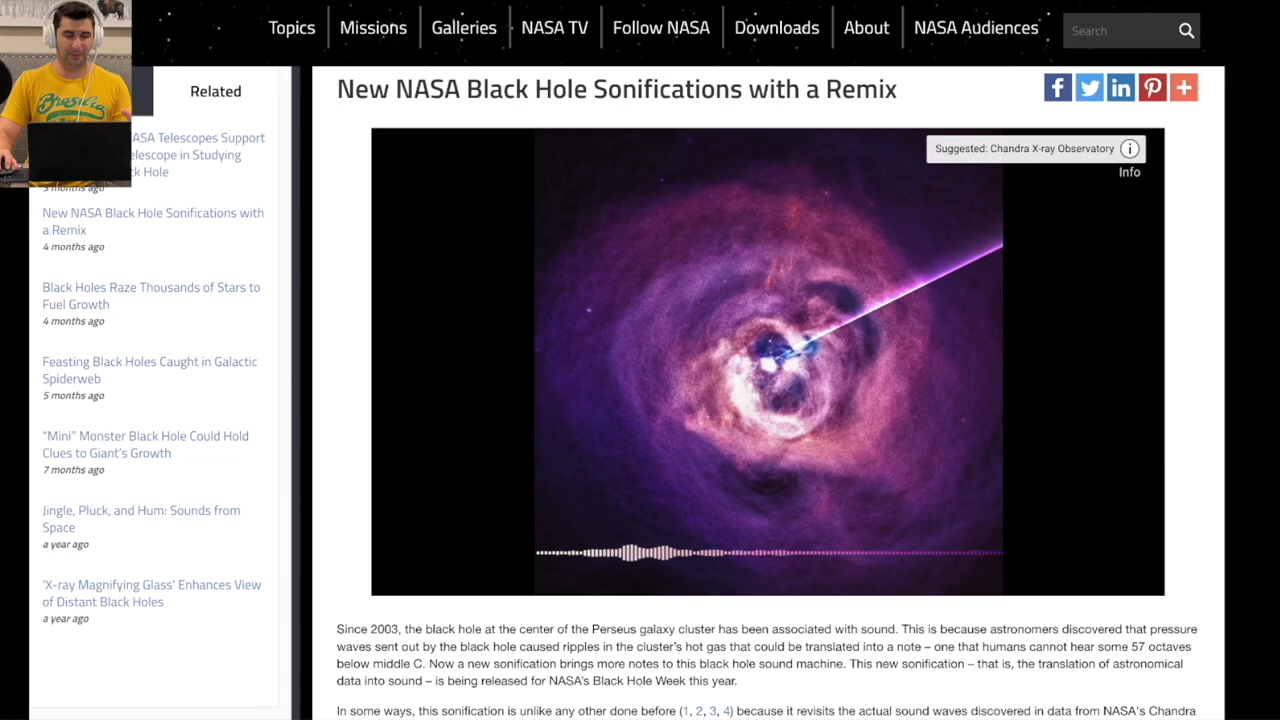 Topics Missions Galleries NASA TV Follow NASA Downloads About NASA Audiences Search
Related
ASA Telescopes Support
elescope in Studying
ck Hole
months ago
New NASA Black Hole Sonifications with
a Remix
4 months ago
Black Holes Raze Thousands of Stars to
Fuel Growth
4 months ago
Feasting Black Holes Caught in Galactic
Spiderweb
5 months ago
“Mini” Monster Black Hole Could Hold
Clues to Giant’s Growth
7 months ago
Jingle, Pluck, and Hum: Sounds from
Space
a year ago
'X-ray Magnifying Glass' Enhances View
of Distant Black Holes
a year ago
New NASA Black Hole Sonifications with a Remix
Suggested: Chandra X-ray Observatory
Info
Since 2003, the black hole at the center of the Perseus galaxy cluster has been associated with sound. This is because astronomers discovered that pressure
waves sent out by the black hole caused ripples in the cluster’s hot gas that could be translated into a note – one that humans cannot hear some 57 octaves
below middle C. Now a new sonification brings more notes to this black hole sound machine. This new sonification – that is, the translation of astronomical
data into sound – is being released for NASA’s Black Hole Week this year.
In some ways, this sonification is unlike any other done before (1, 2, 3, 4) because it revisits the actual sound waves discovered in data from NASA's Chandra